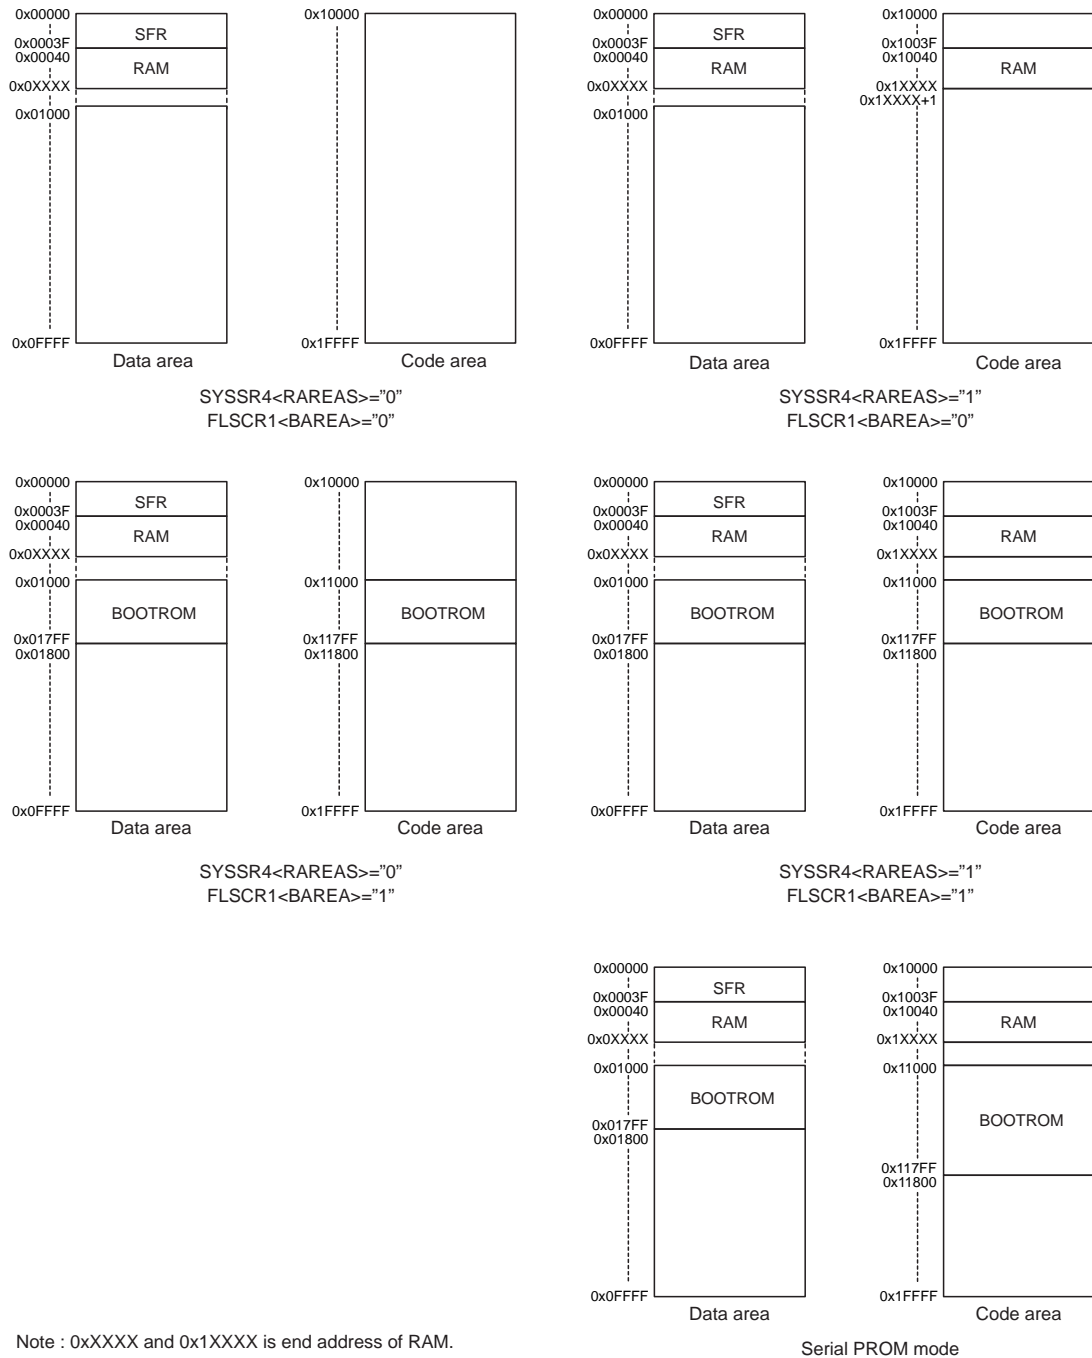 0x00000
SFR
0x0003F
0x00040
RAM
0x0XXXX
0x01000
0x0FFFF
Data area
0x10000
0x1FFFF
Code area
SYSSR4<RAREAS>=”0”
FLSCR1<BAREA>=”0”
0x00000
SFR
0x0003F
0x00040
RAM
0x0XXXX
0x01000
0x0FFFF
Data area
0x10000
0x1003F
0x10040
RAM
0x1XXXX
0x1XXXX+1
0x1FFFF
Code area
SYSSR4<RAREAS>=”1”
FLSCR1<BAREA>=”0”
0x00000
SFR
0x0003F
0x00040
RAM
0x0XXXX
0x01000
BOOTROM
0x017FF
0x01800
0x0FFFF
Data area
0x10000
0x11000
BOOTROM
0x117FF
0x11800
0x1FFFF
Code area
SYSSR4<RAREAS>=”0”
FLSCR1<BAREA>=”1”
0x00000
SFR
0x0003F
0x00040
RAM
0x0XXXX
0x01000
BOOTROM
0x017FF
0x01800
0x0FFFF
Data area
0x10000
0x1003F
0x10040
RAM
0x1XXXX
0x11000
BOOTROM
0x117FF
0x11800
0x1FFFF
Code area
SYSSR4<RAREAS>=”1”
FLSCR1<BAREA>=”1”
0x00000
SFR
0x0003F
0x00040
RAM
0x0XXXX
0x01000
BOOTROM
0x017FF
0x01800
0x0FFFF
Data area
0x10000
0x1003F
0x10040
RAM
0x1XXXX
0x11000
BOOTROM
0x117FF
0x11800
0x1FFFF
Code area
Serial PROM mode
Note : 0xXXXX and 0x1XXXX is end address of RAM.